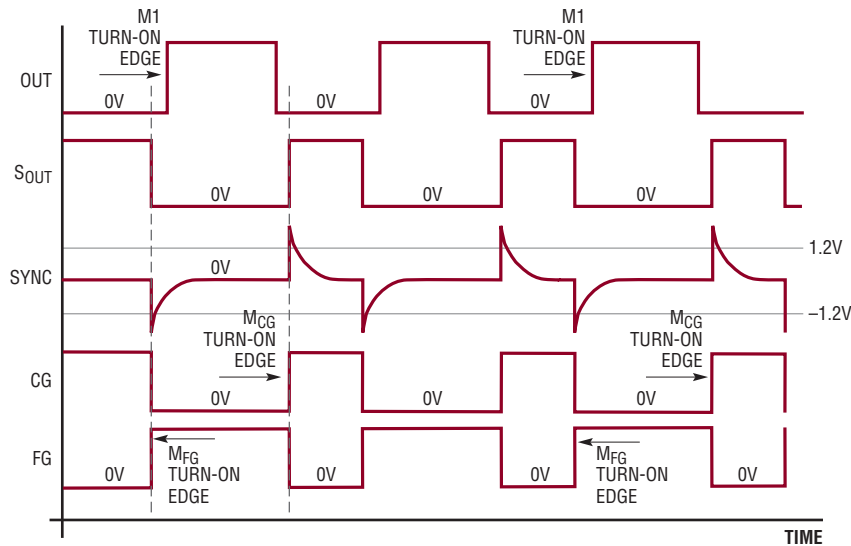 M1
TURN-ON
EDGE
M1
TURN-ON
EDGE
OUT
0V
0V
0V
SOUT
0V
0V
0V
1.2V
SYNC
0V
–1.2V
MCG
TURN-ON
EDGE
MCG
TURN-ON
EDGE
CG
0V
0V
0V
FG
0V
MFG
TURN-ON
EDGE
0V
0V
MFG
TURN-ON
EDGE
0V
TIME